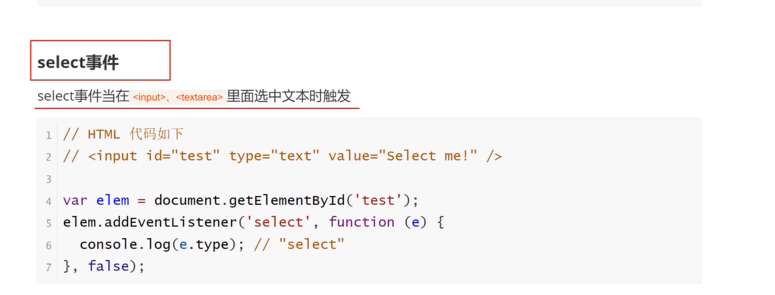 select事件
select事件当在<input>、<textarea>里面选中文本时触发
1 // HTML 代码如下
2 // <input id="test" type="text" value="Select me!" />
3
4 var elem = document.getElementById('test');
5 elem.addEventListener('select', function (e) {
6   console.log(e.type); // "select"
7 }, false);